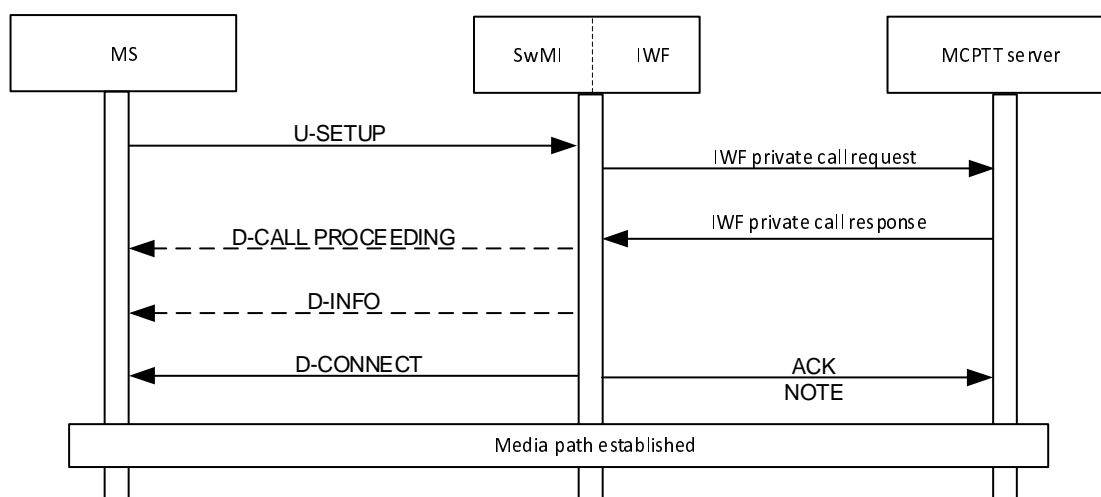 MS
SwMI
IWF
MCPTT server
U-SETUP
IWF private call request
IWF private call response
D-CALL PROCEEDING
D-INFO
D-CONNECT
ACK
NOTE
Media path established